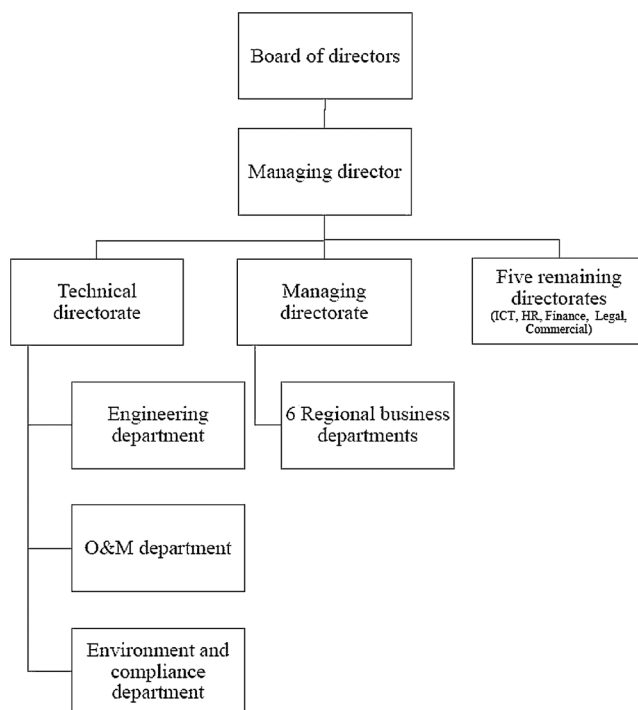 Board of directors
Managing director
Technical
directorate
Managing
directorate
Five remaining
directorates
(ICT, HR, Finance, Legal,
Commercial)
Engineering
department
6 Regional business
departments
O&M department
Environment and
compliance
department